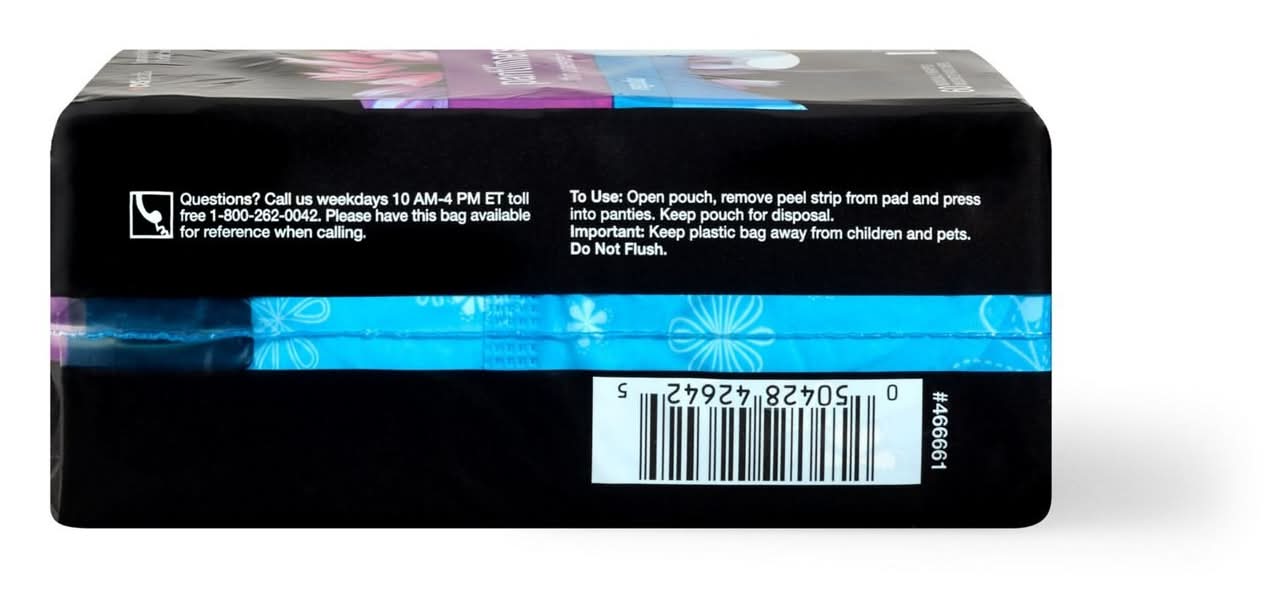 pantiliners
regular
60
Questions? Call us weekdays 10 AM-4 PM ET toll
free 1-800-262-0042. Please have this bag available
for reference when calling.
To Use: Open pouch, remove peel strip from pad and press
into panties. Keep pouch for disposal.
Important: Keep plastic bag away from children and pets.
Do Not Flush.
0 50428 42642 5
#466661